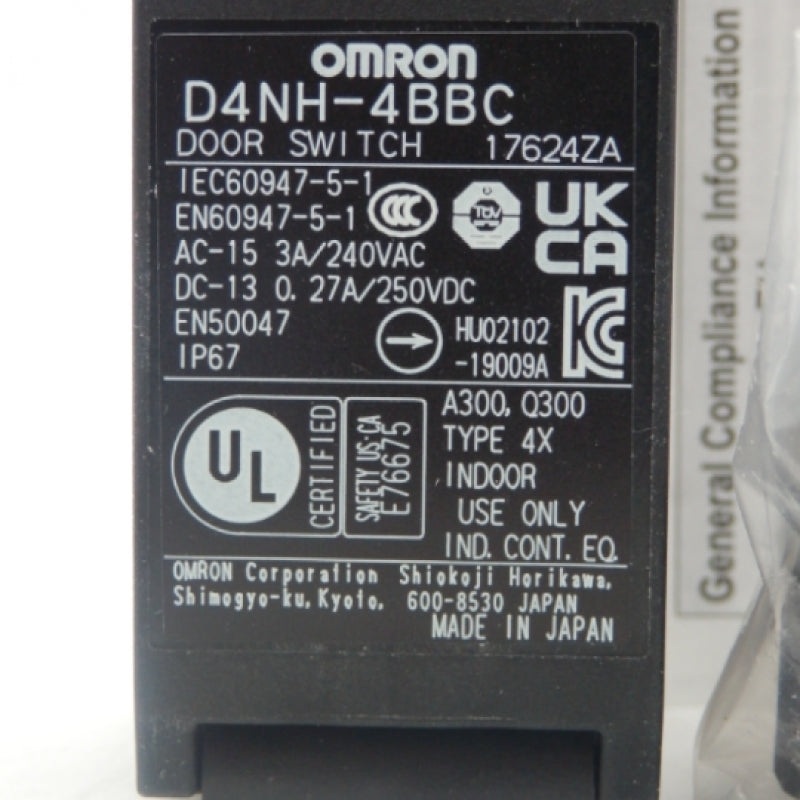 OMRON
D4NH-4BBC
DOOR SWITCH 17624ZA
IEC60947-5-1
EN60947-5-1
CCC
TÜV
UK
CA
AC-15 3A/240VAC
DC-13 0.27A/250VDC
EN50047
IP67
HU02102
-19009A
KC
UL
CERTIFIED
SAFETY US-CA
E76675
A300, Q300
TYPE 4X
INDOOR
USE ONLY
IND. CONT. EQ.
OMRON Corporation Shiokoji Horikawa,
Shimogyo-ku, Kyoto, 600-8530 JAPAN
MADE IN JAPAN
General Compliance Information